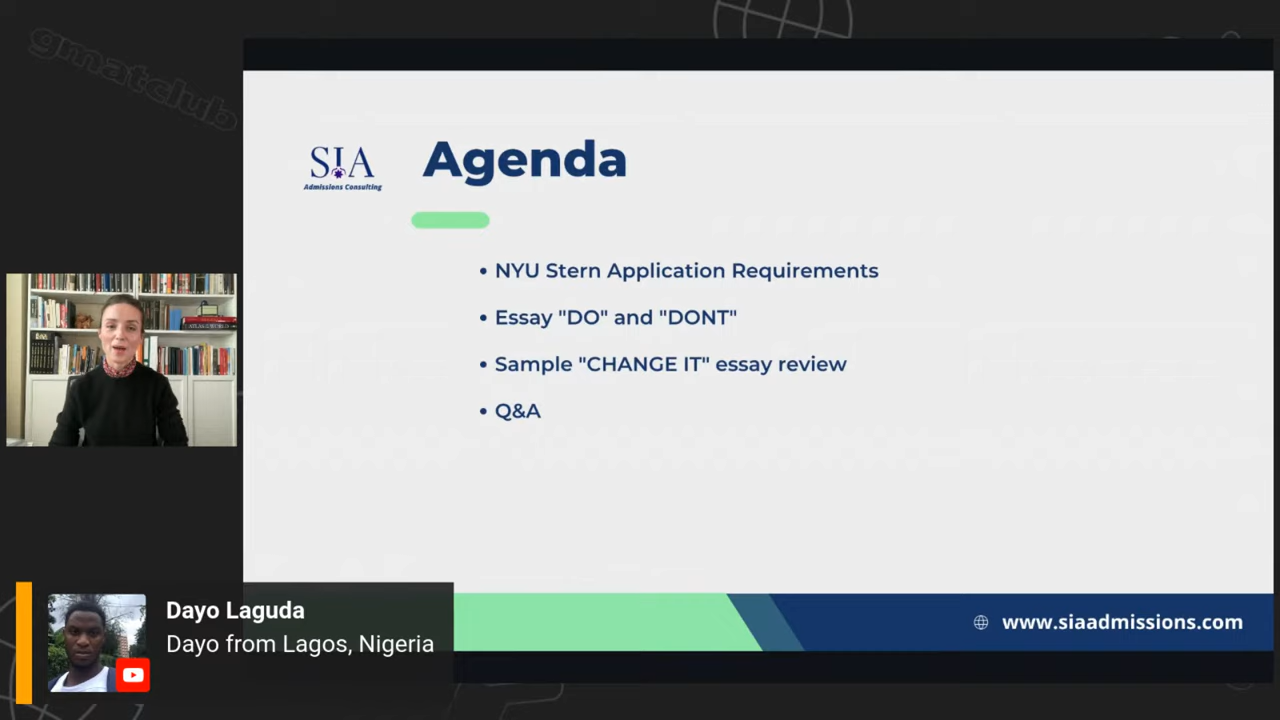 gmatclub
SIA
Admissions Consulting
Agenda
• NYU Stern Application Requirements
• Essay "DO" and "DONT"
• Sample "CHANGE IT" essay review
• Q&A
Dayo Laguda
Dayo from Lagos, Nigeria
www.siaadmissions.com